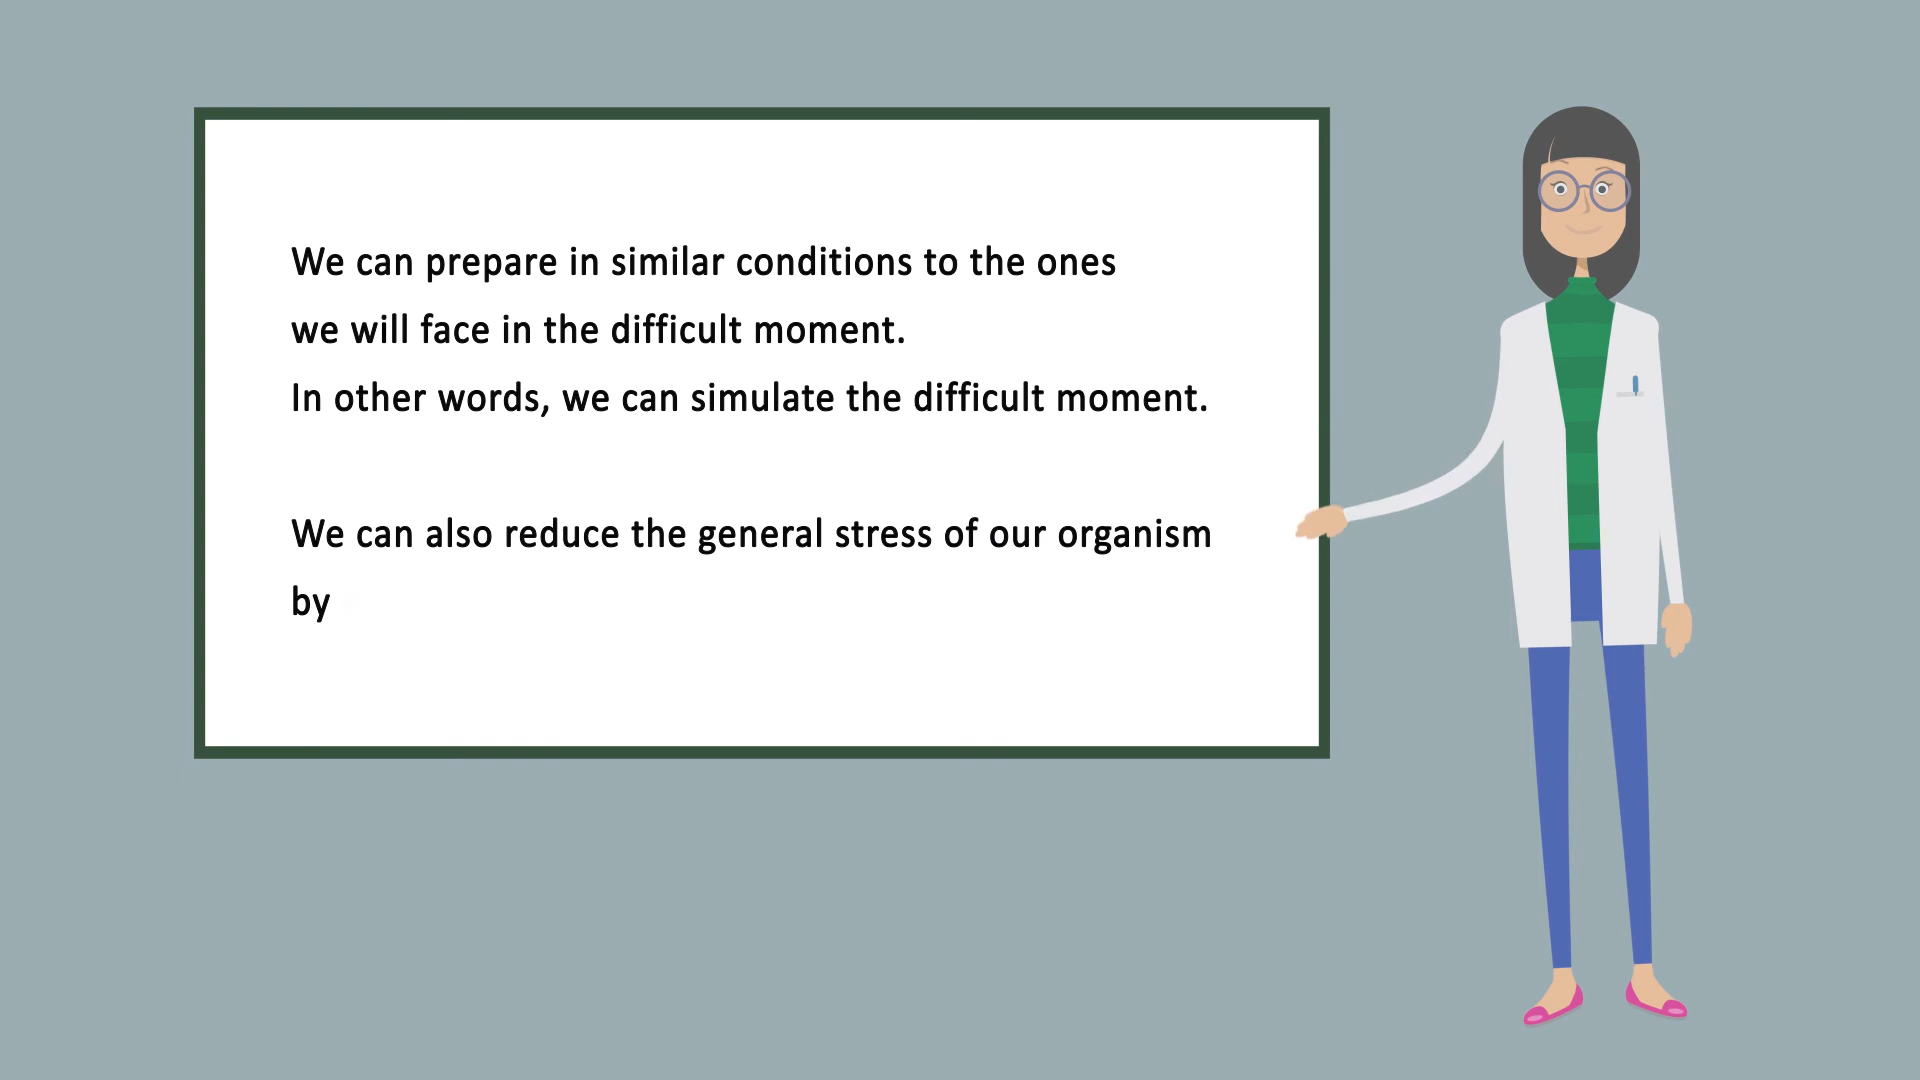 We can prepare in similar conditions to the ones
we will face in the difficult moment.
In other words, we can simulate the difficult moment.
We can also reduce the general stress of our organism
by